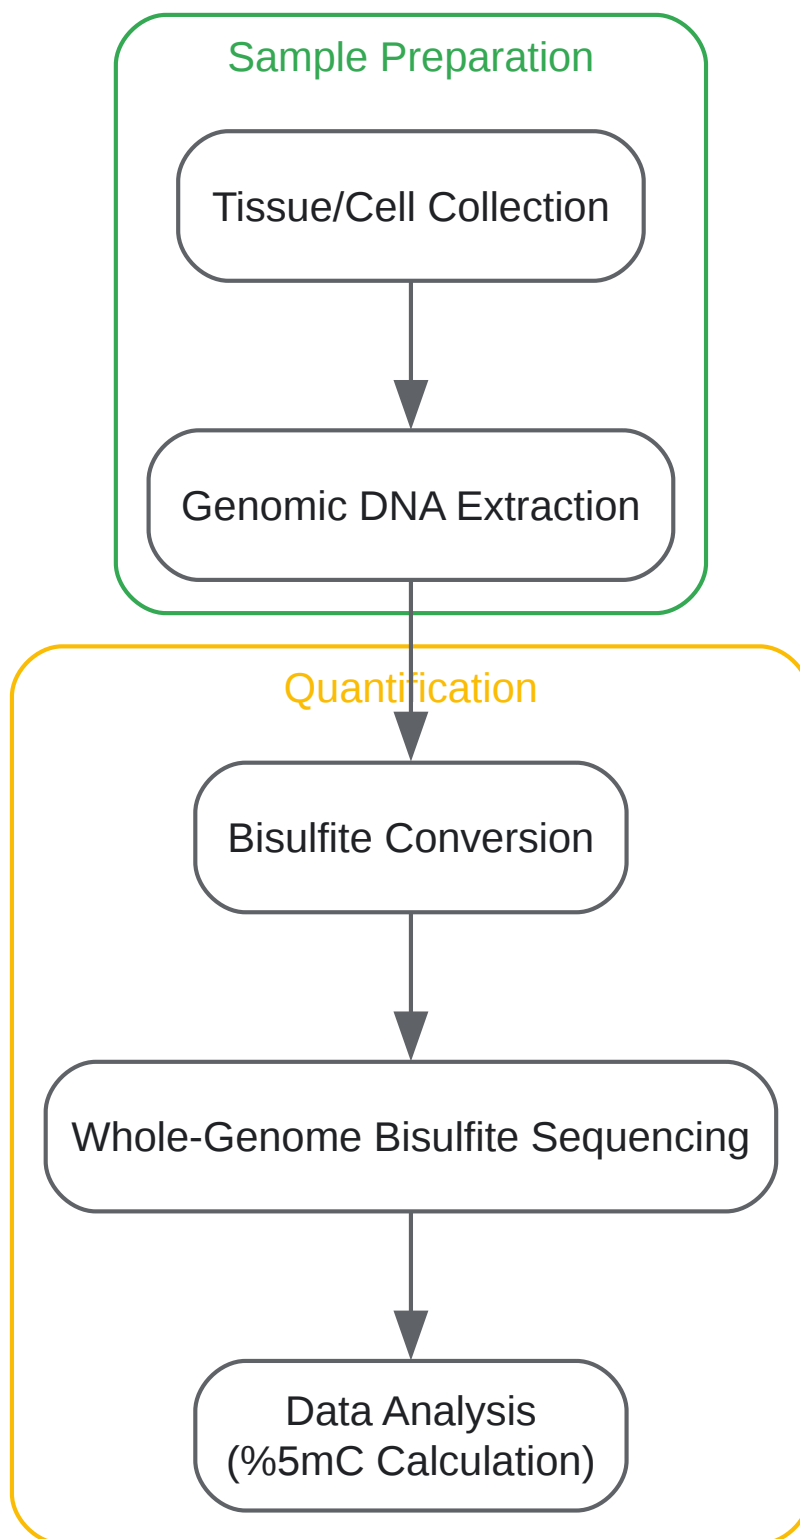 Sample Preparation
Tissue/Cell Collection
Genomic DNA Extraction
Quantification
Bisulfite Conversion
Whole-Genome Bisulfite Sequencing
Data Analysis
(%5mC Calculation)